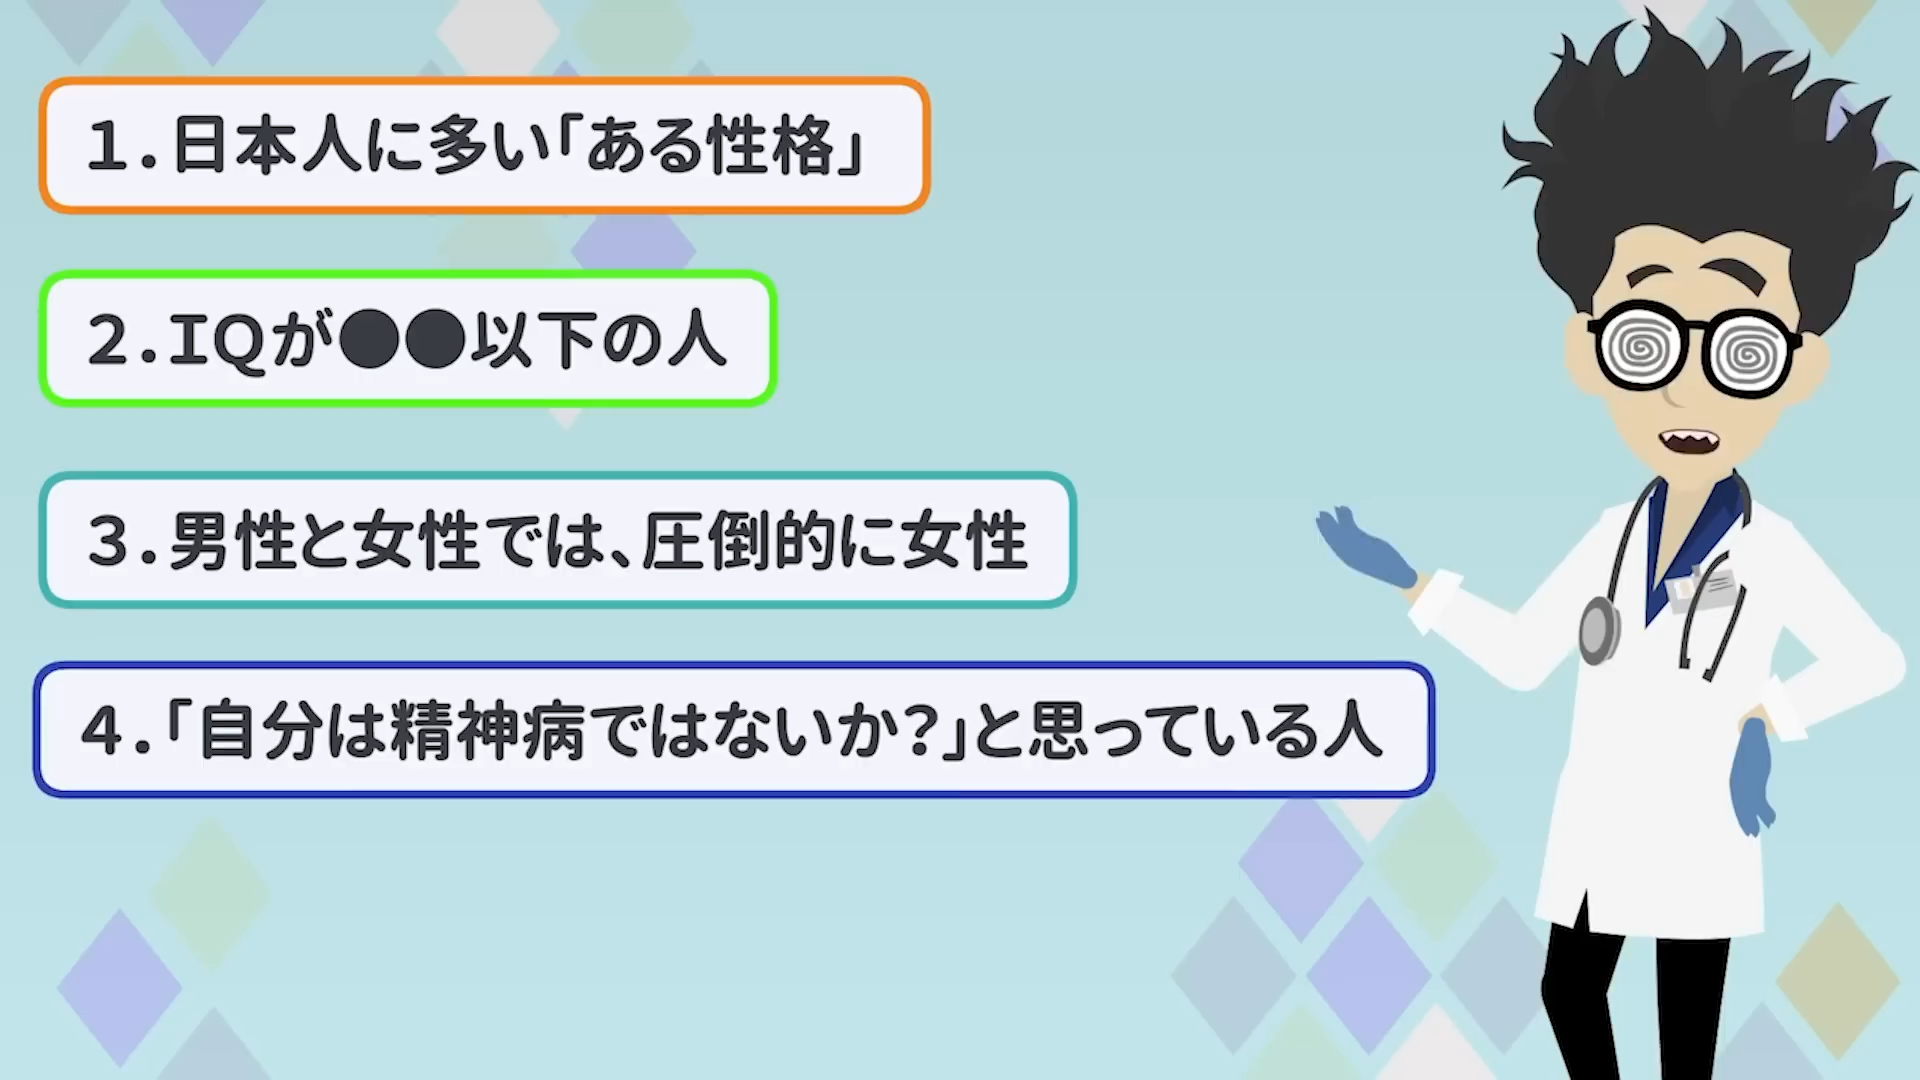 １．日本人に多い「ある性格」
２．ＩＱが●●以下の人
３．男性と女性では、圧倒的に女性
４．「自分は精神病ではないか？」と思っている人